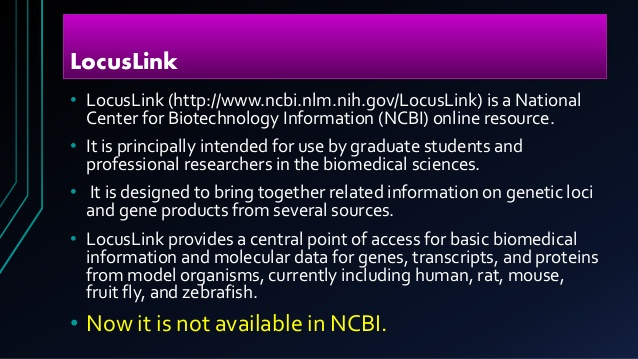 LocusLink
• LocusLink (http://www.ncbi.nlm.nih.gov/LocusLink) is a National
Center for Biotechnology Information (NCBI) online resource.
• It is principally intended for use by graduate students and
professional researchers in the biomedical sciences.
• It is designed to bring together related information on genetic loci
and gene products from several sources.
• LocusLink provides a central point of access for basic biomedical
information and molecular data for genes, transcripts, and proteins
from model organisms, currently including human, rat, mouse,
fruit fly, and zebrafish.
• Now it is not available in NCBI.